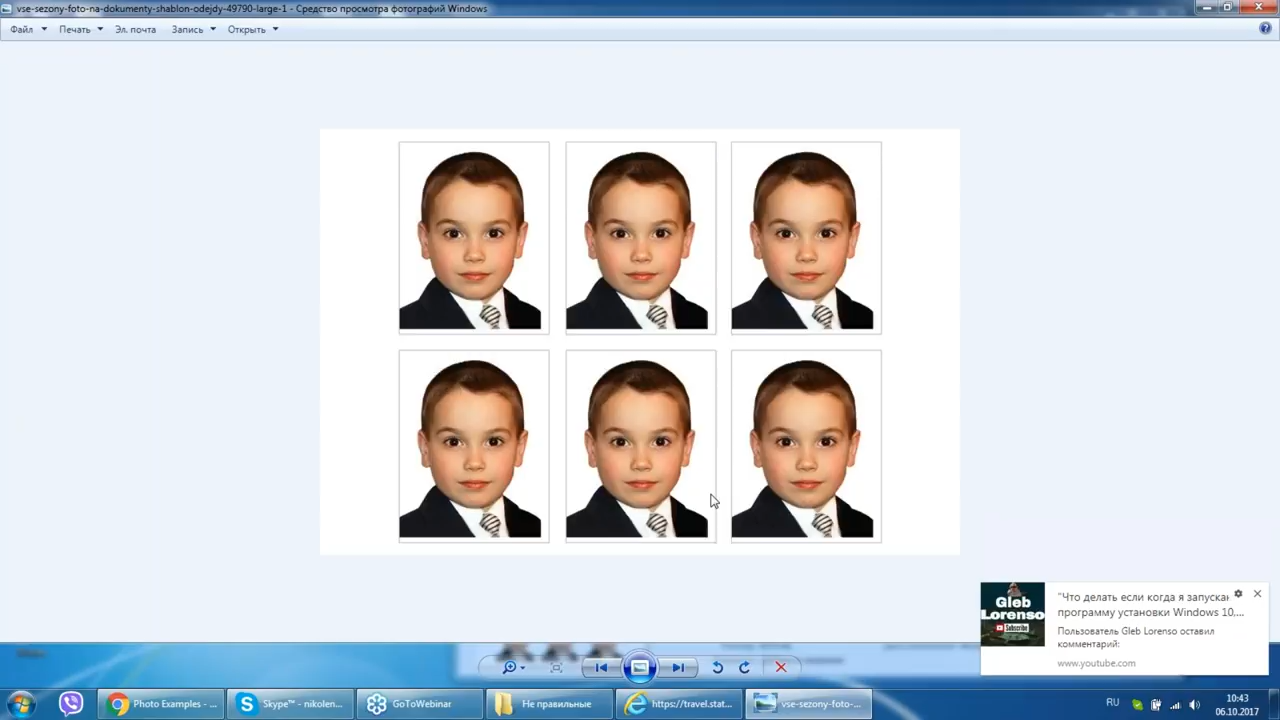 vse-sezony-foto-na-dokumenty-shablon-odejdy-49790-large-1 - Средство просмотра фотографий Windows
Файл Печать Эл. почта Запись Открыть
Gleb
Lorenso
Subscribe
"Что делать если когда я запускаю
программу установки Windows 10,...
Пользователь Gleb Lorenso оставил
комментарий:
www.youtube.com
Photo Examples - ...
Skype™ - nikolen...
GoToWebinar
Не правильные
https://travel.stat...
vse-sezony-foto-...
RU
10:43
06.10.2017